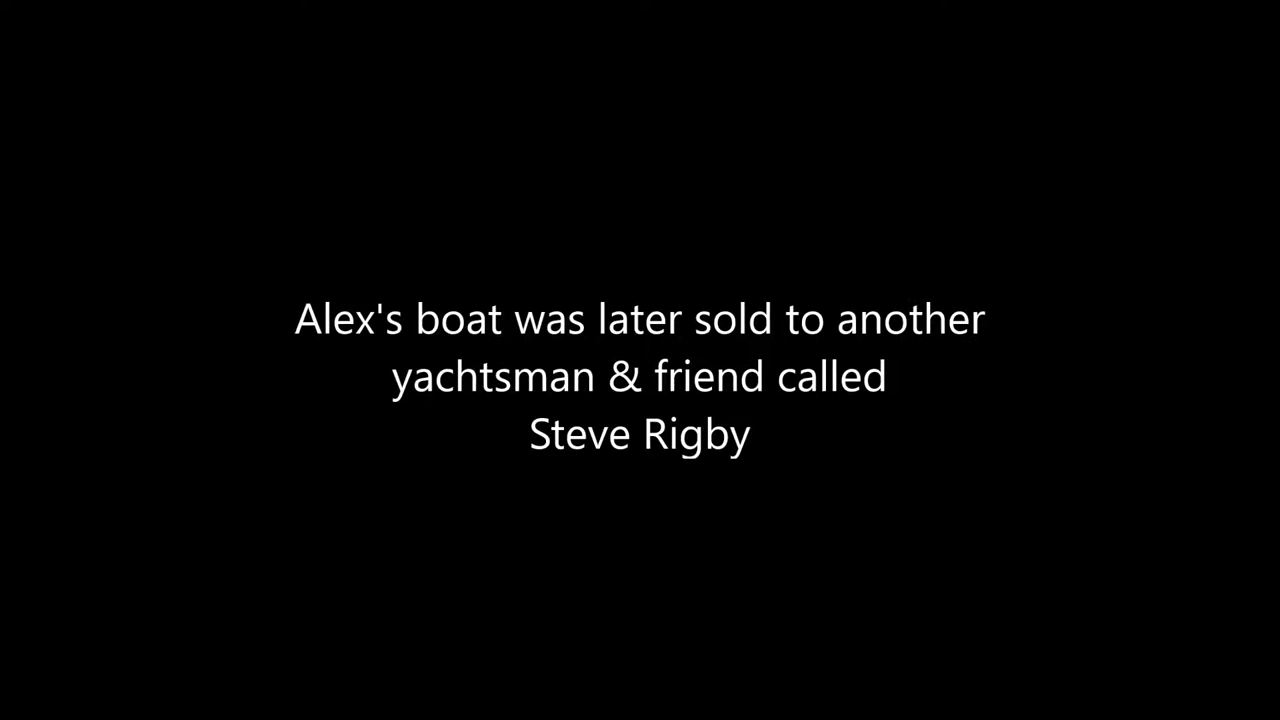 Alex's boat was later sold to another
yachtsman & friend called
Steve Rigby